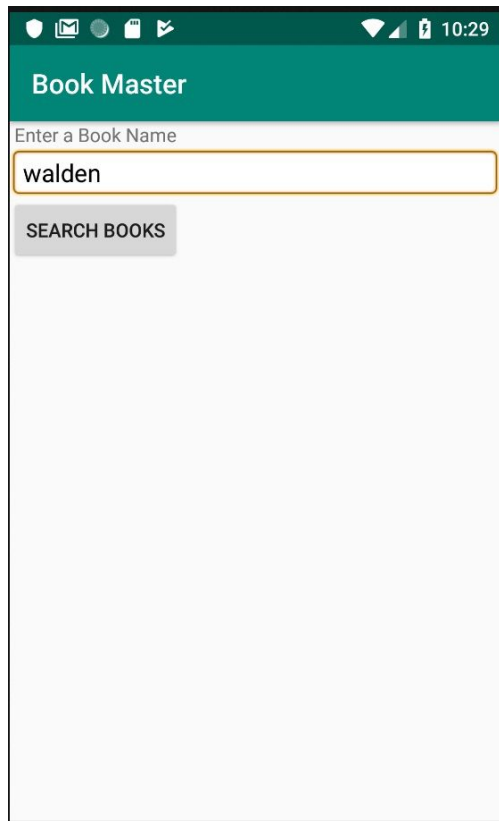 10:29
Book Master
Enter a Book Name
walden
SEARCH BOOKS